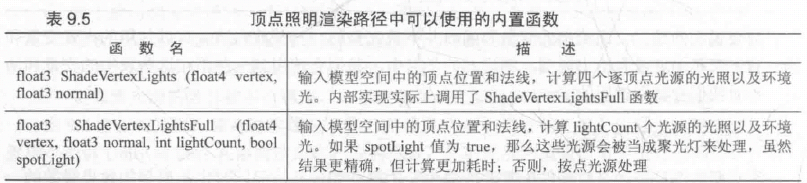 表 9.5 顶点照明渲染路径中可以使用的内置函数
函 数 名 描 述
float3 ShadeVertexLights (float4 vertex, 输入模型空间中的顶点位置和法线，计算四个逐顶点光源的光照以及环境
float3 normal) 光。内部实现实际上调用了 ShadeVertexLightsFull 函数
float3 ShadeVertexLightsFull (float4 输入模型空间中的顶点位置和法线，计算 lightCount 个光源的光照以及环境
vertex, float3 normal, int lightCount, bool 光。如果 spotLight 值为 true，那么这些光源会被当成聚光灯来处理，虽然
spotLight) 结果更精确，但计算更加耗时；否则，按点光源处理